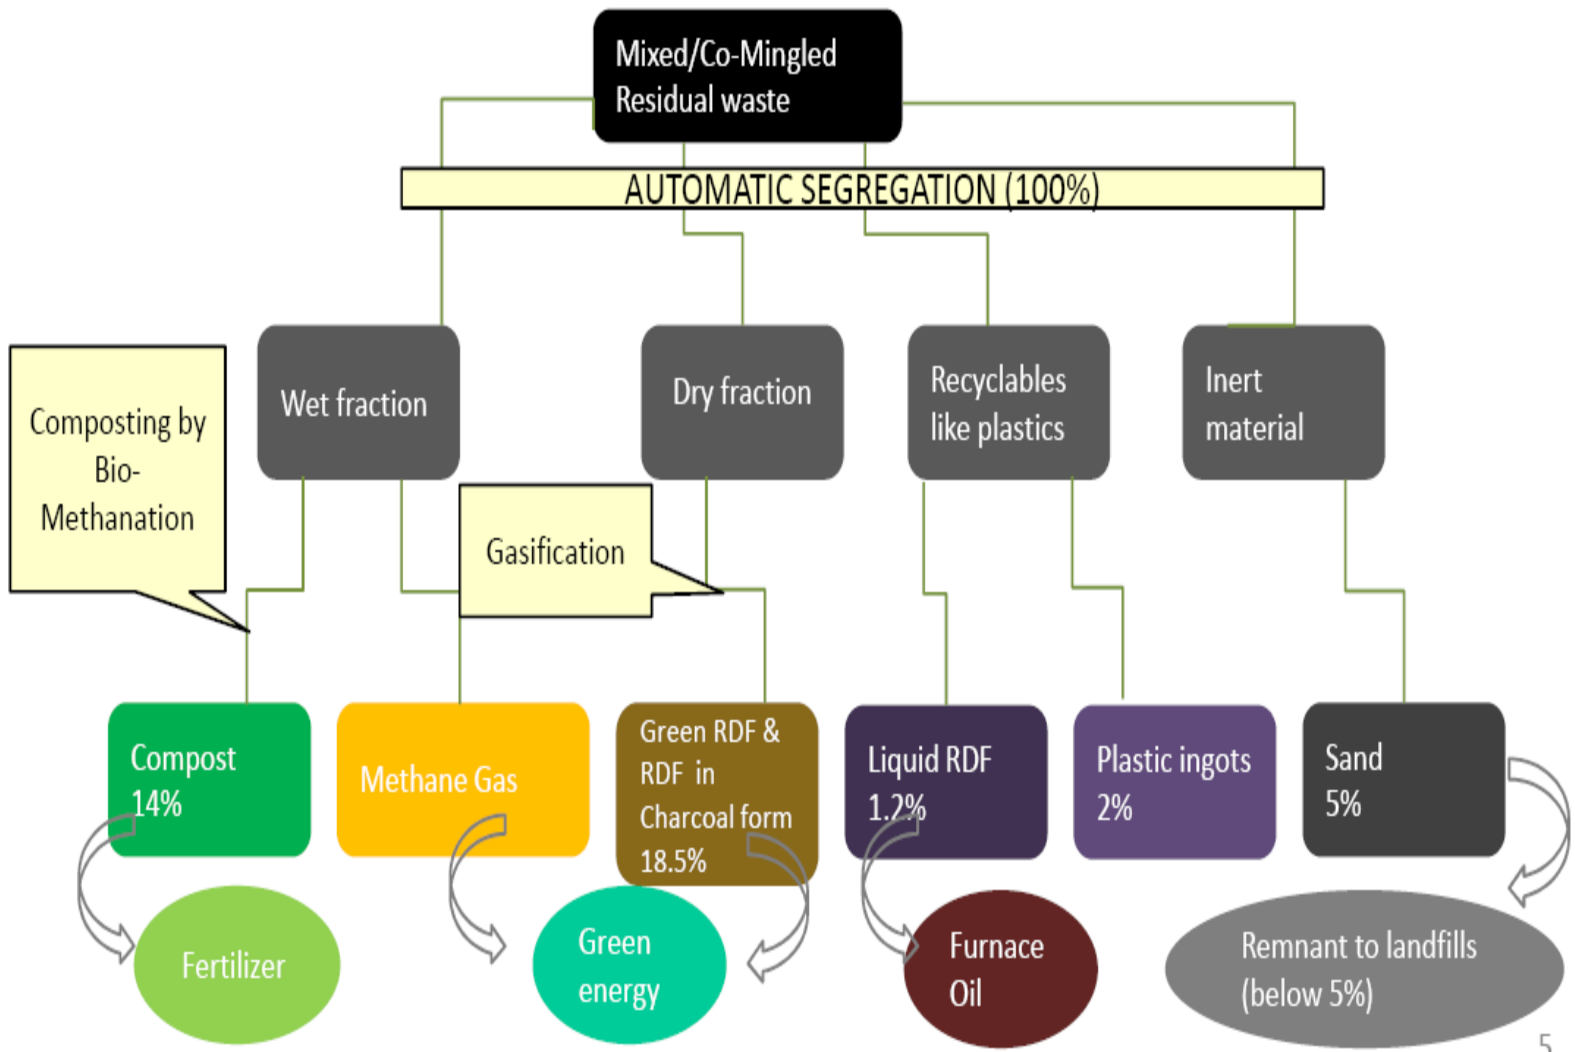 Mixed/Co-Mingled
Residual waste
AUTOMATIC SEGREGATION (100%)
Composting by
Bio-
Methanation
Wet fraction
Dry fraction
Recyclables
like plastics
Inert
material
Gasification
Compost
14%
Methane Gas
Green RDF &
RDF in
Charcoal form
18.5%
Liquid RDF
1.2%
Plastic ingots
2%
Sand
5%
Fertilizer
Green
energy
Furnace
Oil
Remnant to landfills
(below 5%)
5